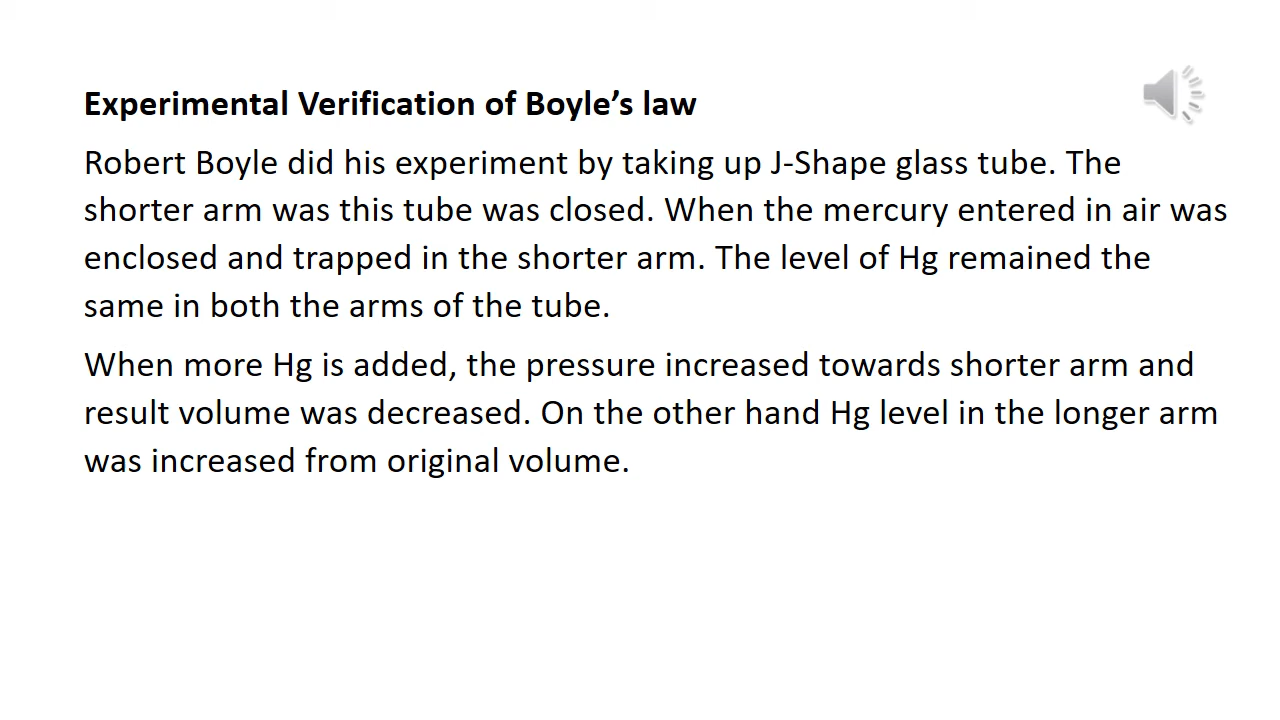 Experimental Verification of Boyle’s law
Robert Boyle did his experiment by taking up J-Shape glass tube. The
shorter arm was this tube was closed. When the mercury entered in air was
enclosed and trapped in the shorter arm. The level of Hg remained the
same in both the arms of the tube.
When more Hg is added, the pressure increased towards shorter arm and
result volume was decreased. On the other hand Hg level in the longer arm
was increased from original volume.